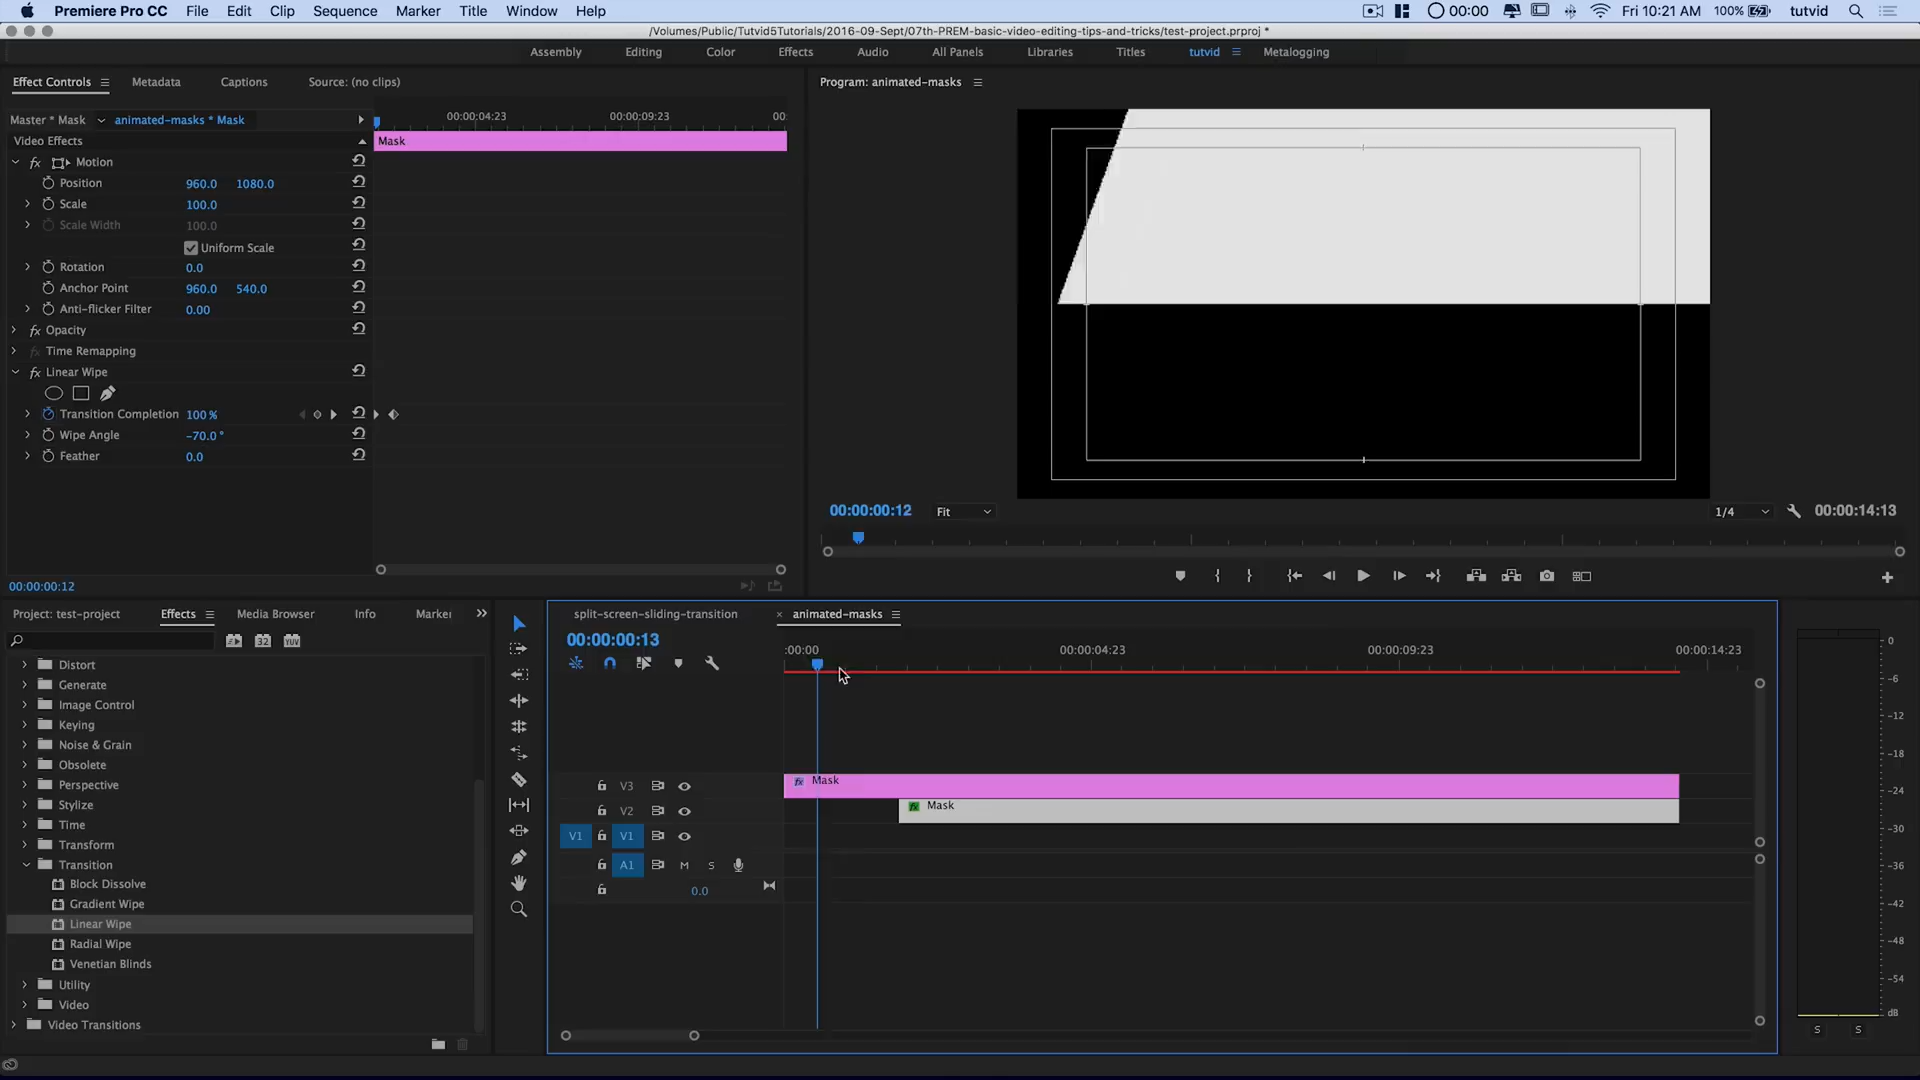 Premiere Pro CC File Edit Clip Sequence Marker Title Window Help 00:00 Fri 10:21 AM 100% tutvid
/Volumes/Public/Tutvid5Tutorials/2016-09-Sept/07th-PREM-basic-video-editing-tips-and-tricks/test-project.prproj *
Assembly Editing Color Effects Audio All Panels Libraries Titles tutvid Metalogging
Effect Controls Metadata Captions Source: (no clips)
Program: animated-masks
Master * Mask animated-masks * Mask 00:00:04:23 00:00:09:23 00:
Video Effects Mask
fx Motion
Position 960.0 1080.0
Scale 100.0
Scale Width 100.0
Uniform Scale
Rotation 0.0
Anchor Point 960.0 540.0
Anti-flicker Filter 0.00
fx Opacity
fx Time Remapping
fx Linear Wipe
Transition Completion 100 %
Wipe Angle -70.0 °
Feather 0.0
00:00:00:12
00:00:00:12 Fit 1/4 00:00:14:13
Project: test-project Effects Media Browser Info Marker
32 YUV
Distort
Generate
Image Control
Keying
Noise & Grain
Obsolete
Perspective
Stylize
Time
Transform
Transition
Block Dissolve
Gradient Wipe
Linear Wipe
Radial Wipe
Venetian Blinds
Utility
Video
Video Transitions
split-screen-sliding-transition × animated-masks
00:00:00:13
:00:00 00:00:04:23 00:00:09:23 00:00:14:23
V3 fx Mask
V2 fx Mask
V1 V1
A1 M S
0.0
0
-6
-12
-18
-24
-30
-36
-42
-48
-54
dB
S S